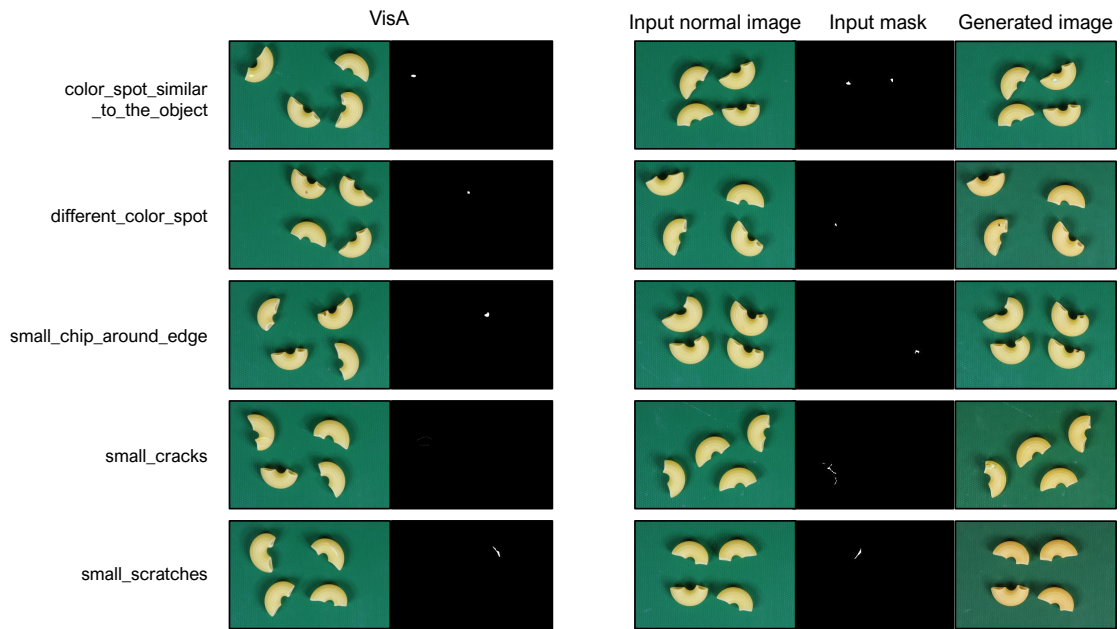 VisA
Input normal image
Input mask
Generated image
color_spot_similar
_to_the_object
different_color_spot
small_chip_around_edge
small_cracks
small_scratches